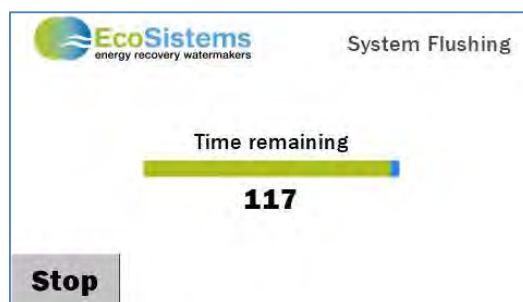 EcoSistems
energy recovery watermakers
System Flushing
Time remaining
117
Stop